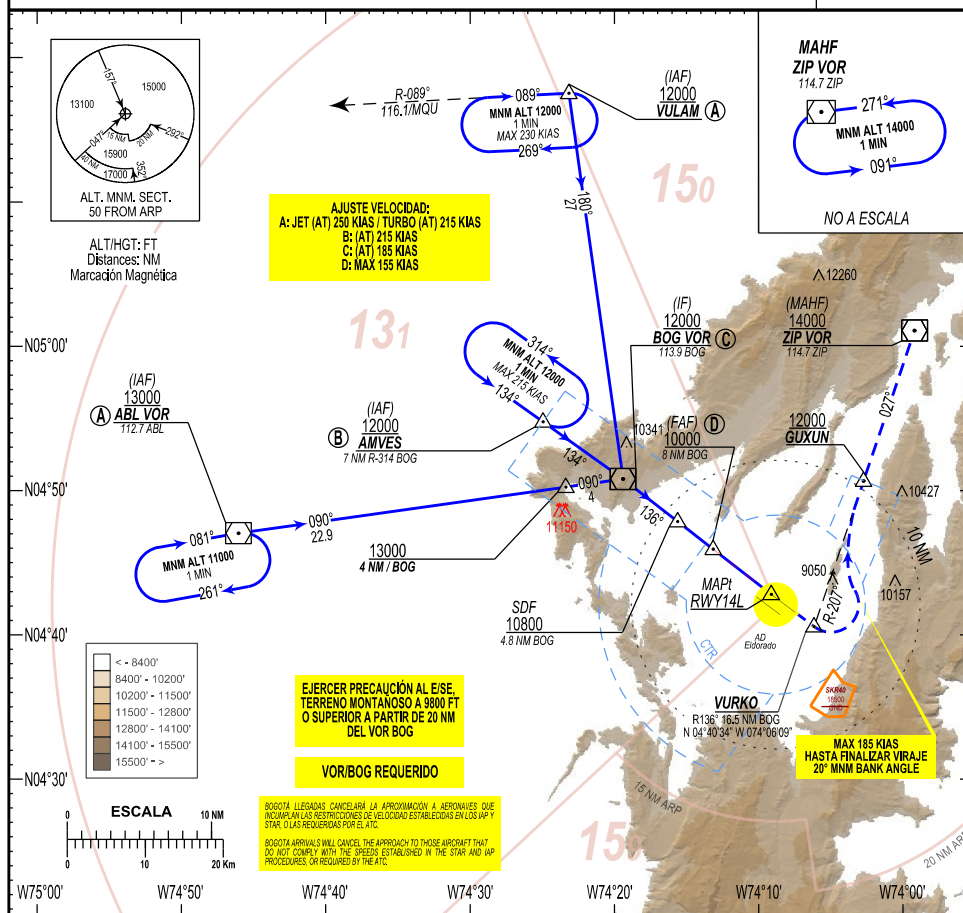 157°
13100
15000
047°
15 NM
20 NM
292°
15900
40 NM
17000
352°
ALT. MNM. SECT.
50 FROM ARP
ALT/HGT: FT
Distances: NM
Marcación Magnética
R-089°
116.1/MQU
089°
MNM ALT 12000
1 MIN
MAX 230 KIAS
269°
(IAF)
12000
VULAM
A
MAHF
ZIP VOR
114.7 ZIP
271°
MNM ALT 14000
1 MIN
091°
NO A ESCALA
AJUSTE VELOCIDAD:
A: JET (AT) 250 KIAS / TURBO (AT) 215 KIAS
B: (AT) 215 KIAS
C: (AT) 185 KIAS
D: MAX 155 KIAS
180°
27
150
131
12260
(IF)
12000
BOG VOR
113.9 BOG
C
(MAHF)
14000
ZIP VOR
114.7 ZIP
314°
MNM ALT 12000
1 MIN
MAX 215 KIAS
134°
N05°00'
(IAF)
13000
A
ABL VOR
112.7 ABL
(IAF)
12000
B
AMVES
7 NM R-314 BOG
134°
10341
(FAF)
D
10000
8 NM BOG
12000
GUXUN
027°
N04°50'
090°
4
11150
136°
10427
10 NM
081°
MNM ALT 11000
1 MIN
261°
090°
22.9
13000
4 NM / BOG
SDF
10800
4.8 NM BOG
MAPt
RWY14L
9050
R-207°
10157
N04°40'
AD
Eldorado
CTR
VURKO
R136° 16.5 NM BOG
N 04°40'34" W 074°06'09"
SKR40
18500
GND
< - 8400'
8400' - 10200'
10200' - 11500'
11500' - 12800'
12800' - 14100'
14100' - 15500'
15500' - >
EJERCER PRECAUCIÓN AL E/SE,
TERRENO MONTAÑOSO A 9800 FT
O SUPERIOR A PARTIR DE 20 NM
DEL VOR BOG
VOR/BOG REQUERIDO
MAX 185 KIAS
HASTA FINALIZAR VIRAJE
20° MNM BANK ANGLE
N04°30'
15 NM ARP
ESCALA
0
10 NM
0
10
20 Km
BOGOTÁ LLEGADAS CANCELARÁ LA APROXIMACIÓN A AERONAVES QUE
INCUMPLAN LAS RESTRICCIONES DE VELOCIDAD ESTABLECIDAS EN LOS IAP Y
STAR, O LAS REQUERIDAS POR EL ATC.
BOGOTA ARRIVALS WILL CANCEL THE APPROACH TO THOSE AIRCRAFT THAT
DO NOT COMPLY WITH THE SPEEDS ESTABLISHED IN THE STAR AND IAP
PROCEDURES, OR REQUIRED BY THE ATC.
15
20 NM AR
W75°00'
W74°50'
W74°40'
W74°30'
W74°20'
W74°10'
W74°00'